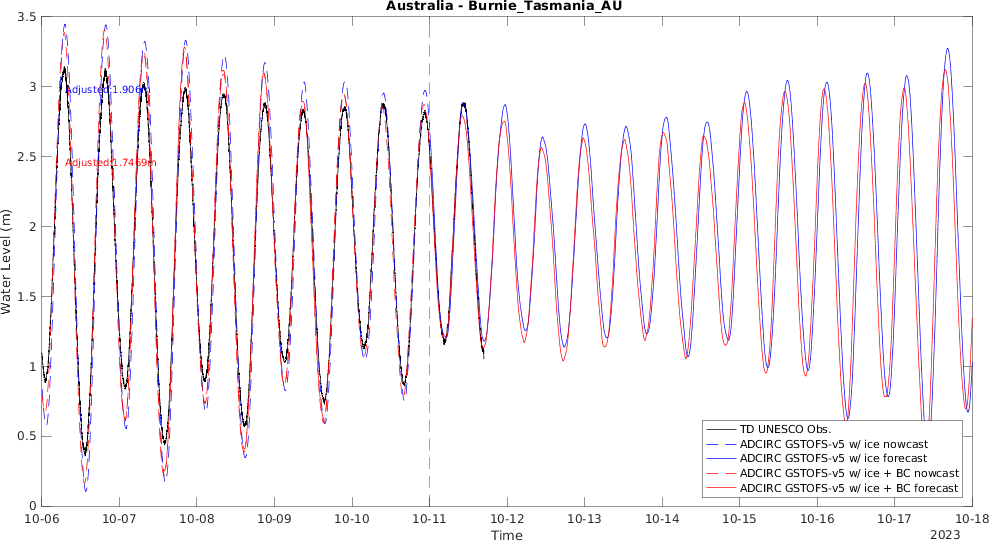 Australia - Burnie_Tasmania_AU
3.5
3
2.5
2
1.5
1
0.5
0
Water Level (m)
Adjusted:1.906m
Adjusted:1.7469m
TD UNESCO Obs.
ADCIRC GSTOFS-v5 w/ ice nowcast
ADCIRC GSTOFS-v5 w/ ice forecast
ADCIRC GSTOFS-v5 w/ ice + BC nowcast
ADCIRC GSTOFS-v5 w/ ice + BC forecast
10-06 10-07 10-08 10-09 10-10 10-11 10-12 10-13 10-14 10-15 10-16 10-17 10-18
Time
2023